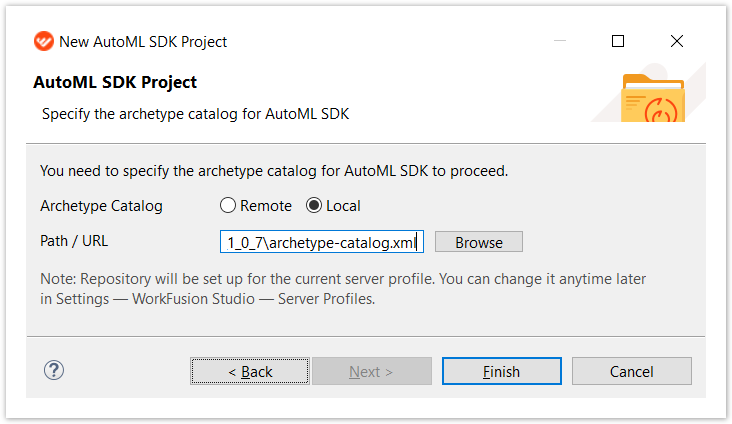 New AutoML SDK Project
AutoML SDK Project
Specify the archetype catalog for AutoML SDK
You need to specify the archetype catalog for AutoML SDK to proceed.
Archetype Catalog Remote Local
Path / URL 1_0_7\archetype-catalog.xml Browse
Note: Repository will be set up for the current server profile. You can change it anytime later
in Settings — WorkFusion Studio — Server Profiles.
? < Back Next > Finish Cancel